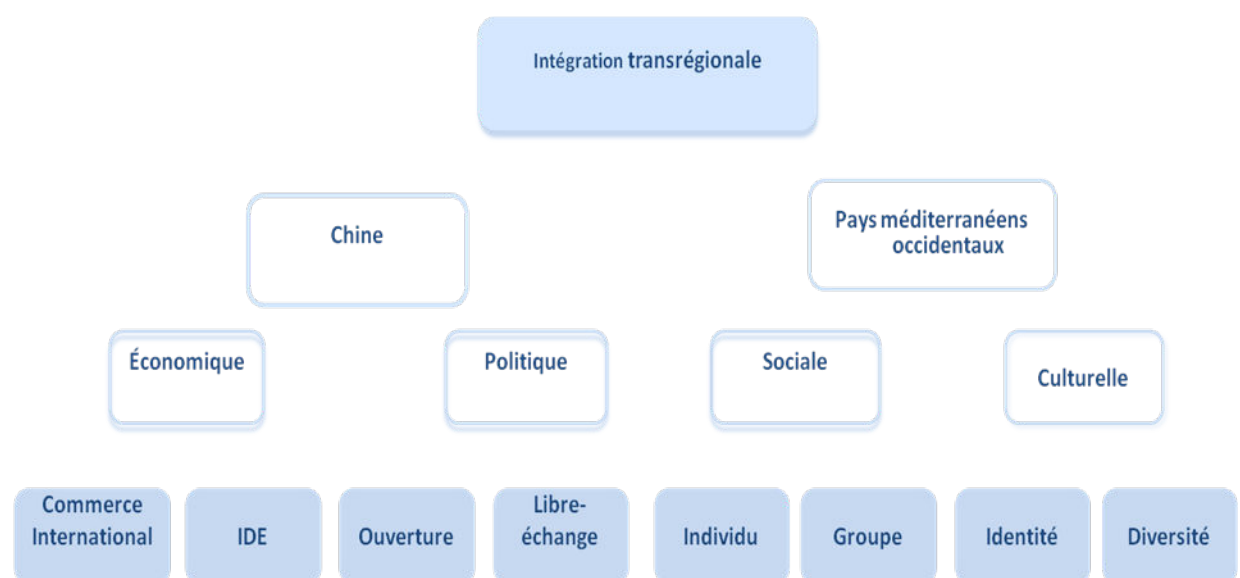 Intégration transrégionale
Chine
Pays méditerranéens
occidentaux
Économique
Politique
Sociale
Culturelle
Commerce
International
IDE
Ouverture
Libre-
échange
Individu
Groupe
Identité
Diversité